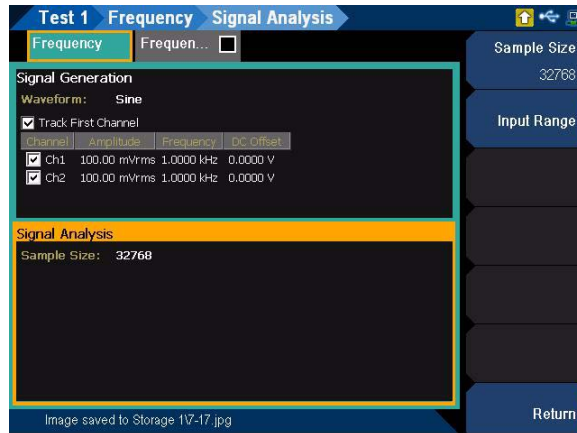 Test 1 Frequency Signal Analysis
Frequency Frequen...
Sample Size
32768
Signal Generation
Waveform: Sine
Track First Channel
Input Range
Channel Amplitude Frequency DC Offset
Ch1 100.00 mVrms 1.0000 kHz 0.0000 V
Ch2 100.00 mVrms 1.0000 kHz 0.0000 V
Signal Analysis
Sample Size: 32768
Image saved to Storage 1\7-17.jpg
Return